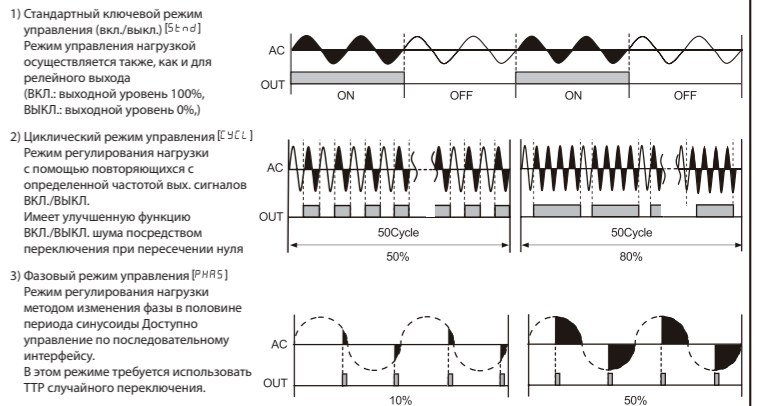 1) Стандартный ключевой режим
управления (вкл./выкл.) [Stnd]
Режим управления нагрузкой
осуществляется также, как и для
релейного выхода
(ВКЛ.: выходной уровень 100%,
ВЫКЛ.: выходной уровень 0%,)
AC
OUT
ON
OFF
ON
OFF
2) Циклический режим управления [CYCL]
Режим регулирования нагрузки
с помощью повторяющихся с
определенной частотой вых. сигналов
ВКЛ./ВЫКЛ.
Имеет улучшенную функцию
ВКЛ./ВЫКЛ. шума посредством
переключения при пересечении нуля
AC
OUT
50Cycle
50%
50Cycle
80%
3) Фазовый режим управления [PHAS]
Режим регулирования нагрузки
методом изменения фазы в половине
периода синусоиды Доступно
управление по последовательному
интерфейсу.
В этом режиме требуется использовать
ТТР случайного переключения.
AC
OUT
10%
50%